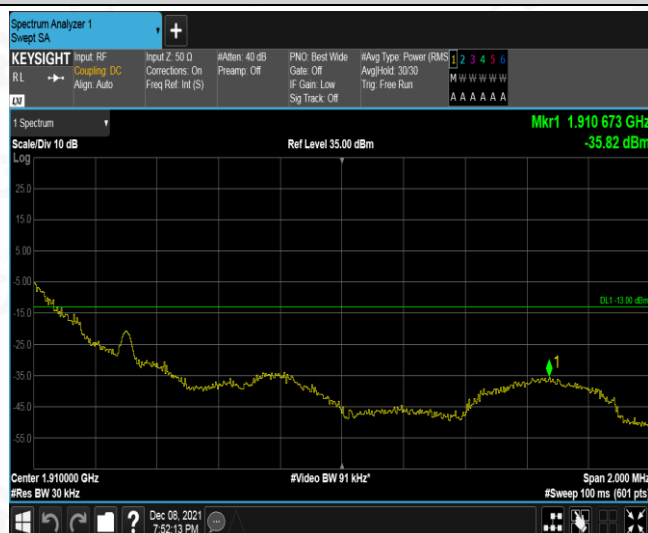 Spectrum Analyzer 1
Swept SA
KEYSIGHT Input: RF Input Z: 50 Ω #Atten: 40 dB PNO: Best Wide #Avg Type: Power (RMS 1 2 3 4 5 6
RL Coupling: DC Corrections: On Preamp: Off Gate: Off Avg|Hold: 30/30 M W W W W W
Align: Auto Freq Ref: Int (S) IF Gain: Low Trig: Free Run
Sig Track: Off A A A A A A
LXI
1 Spectrum Mkr1 1.910 673 GHz
Scale/Div 10 dB Ref Level 35.00 dBm -35.82 dBm
Log
25.0
15.0
5.00
-5.00
DL1 -13.00 dBm
-15.0
-25.0
1
-35.0
-45.0
-55.0
Center 1.910000 GHz #Video BW 91 kHz* Span 2.000 MHz
#Res BW 30 kHz #Sweep 100 ms (601 pts)
? Dec 08, 2021
7:52:13 PM